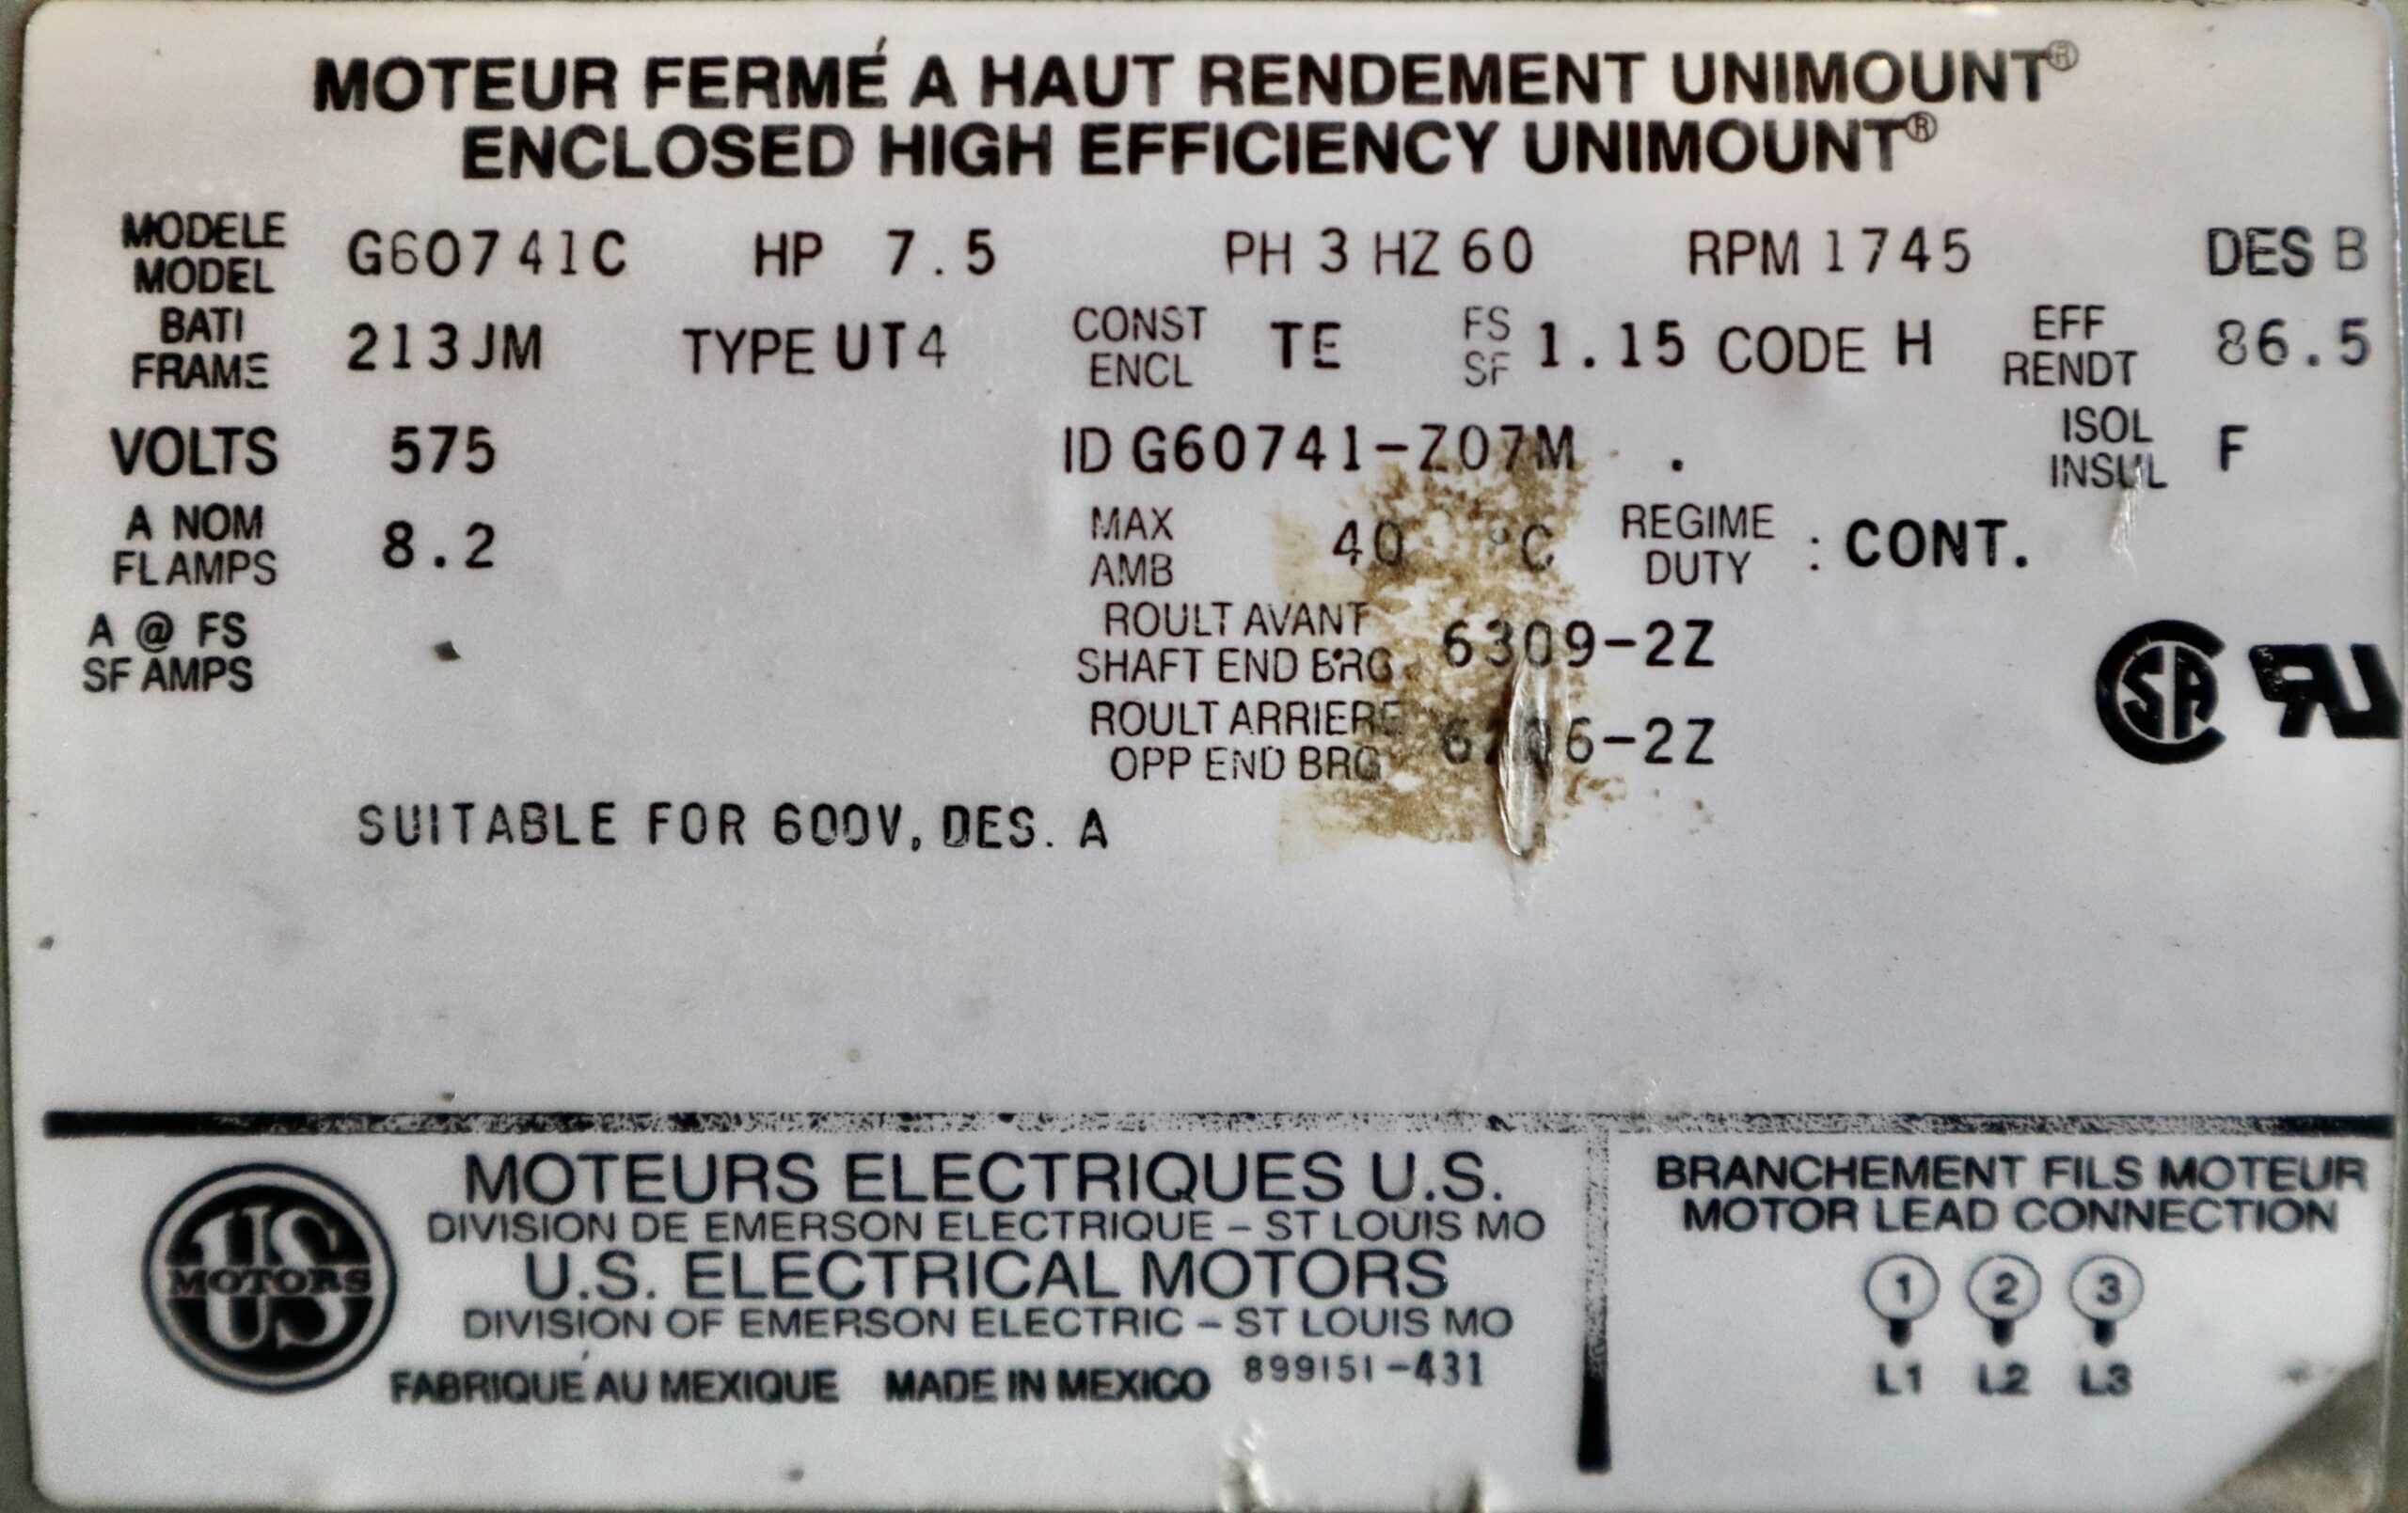 MOTEUR FERMÉ A HAUT RENDEMENT UNIMOUNT®
ENCLOSED HIGH EFFICIENCY UNIMOUNT®
MODELE
MODEL G60741C HP 7.5 PH 3 HZ 60 RPM 1745 DES B
BATI
FRAME 213JM TYPE UT4 CONST
ENCL TE FS
SF 1.15 CODE H EFF
RENDT 86.5
VOLTS 575 ID G60741-Z07M . ISOL
INSUL F
A NOM
FL AMPS 8.2 MAX
AMB 40 °C REGIME
DUTY : CONT.
A @ FS
SF AMPS
ROULT AVANT
SHAFT END BRG 6309-2Z
ROULT ARRIERE
OPP END BRG
CSA RU
SUITABLE FOR 600V, DES. A
US
MOTORS
US
MOTEURS ELECTRIQUES U.S.
DIVISION DE EMERSON ELECTRIQUE – ST LOUIS MO
U.S. ELECTRICAL MOTORS
DIVISION OF EMERSON ELECTRIC – ST LOUIS MO
FABRIQUÉ AU MEXIQUE MADE IN MEXICO 899151-431
BRANCHEMENT FILS MOTEUR
MOTOR LEAD CONNECTION
1 2 3
L1 L2 L3